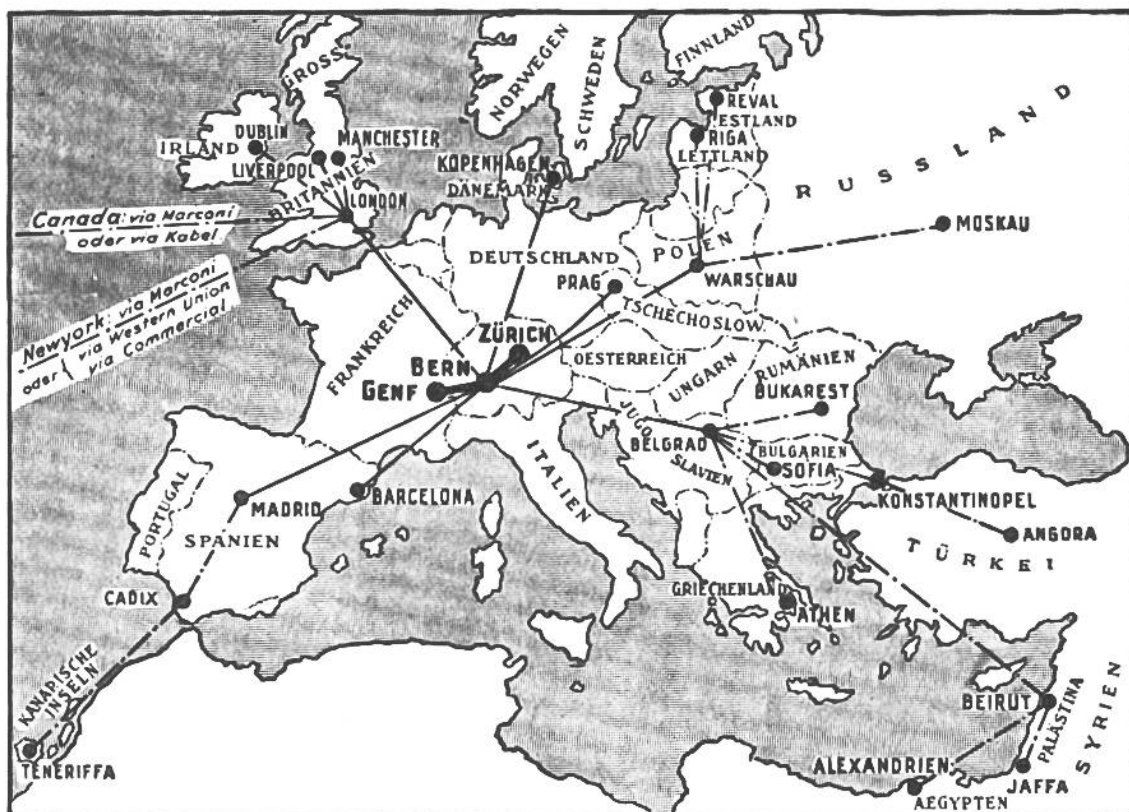 NORWEGEN
SCHWEDEN
FINNLAND
GROSS-
BRITANNIEN
REVAL
ESTLAND
RIGA
LETTLAND
RUSSLAND
IRLAND
DUBLIN
MANCHESTER
LIVERPOOL
LONDON
KOPENHAGEN
DÄNEMARK
Canada: via Marconi
oder via Kabel
MOSKAU
POLEN
WARSCHAU
DEUTSCHLAND
PRAG
TSCHECHOSLOW.
Newyork: via Marconi
oder { via Western Union
via Commercial
FRANKREICH
ZÜRICH
BERN
GENF
OESTERREICH
UNGARN
RUMÄNIEN
BUKAREST
JUGO
SLAVIEN
BELGRAD
BULGARIEN
SOFIA
ITALIEN
KONSTANTINOPEL
ANGORA
TÜRKEI
PORTUGAL
MADRID
SPANIEN
BARCELONA
CADIX
GRIECHENLAND
ATHEN
KANARISCHE
INSELN
TENERIFFA
BEIRUT
PALÄSTINA
SYRIEN
ALEXANDRIEN
JAFFA
AEGYPTEN